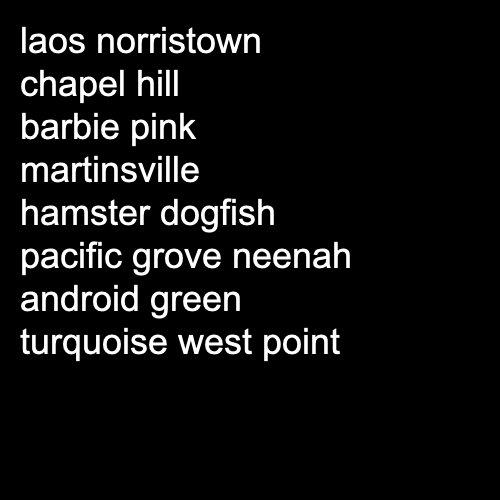 laos norristown
chapel hill
barbie pink
martinsville
hamster dogfish
pacific grove neenah
android green
turquoise west point